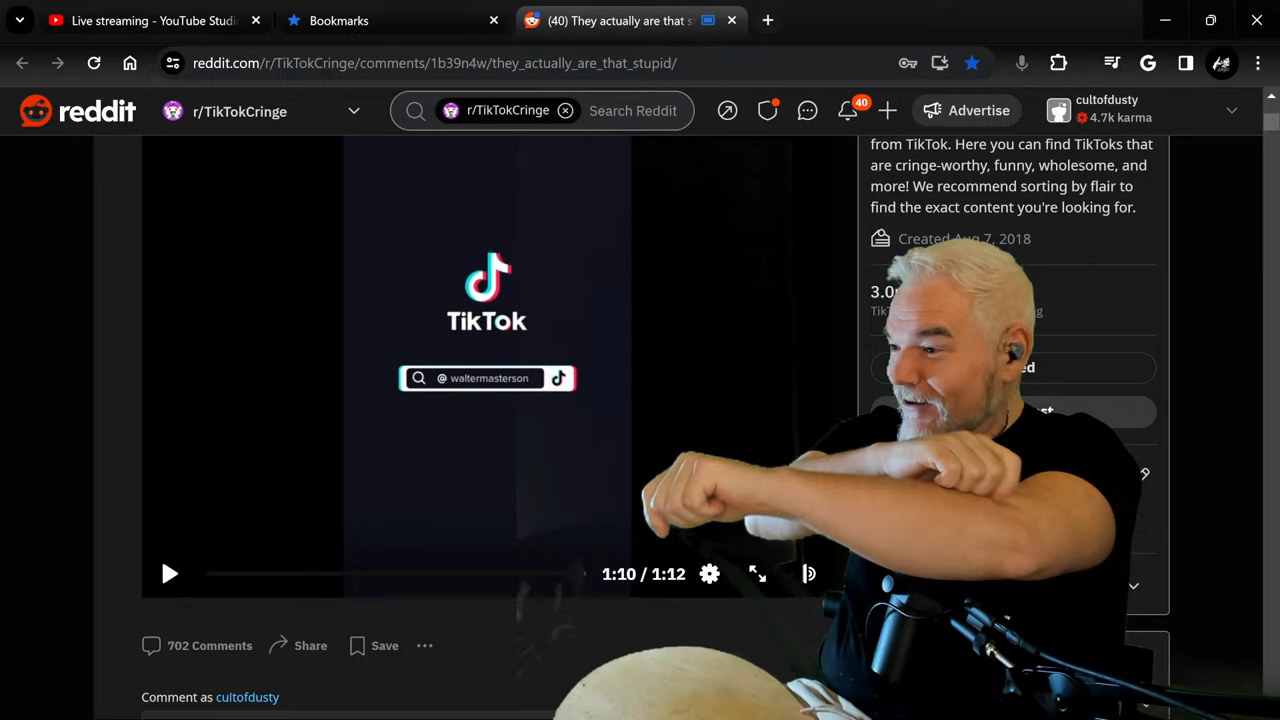 Live streaming - YouTube Studi
Bookmarks
(40) They actually are that s
reddit.com/r/TikTokCringe/comments/1b39n4w/they_actually_are_that_stupid/
reddit
r/TikTokCringe
r/TikTokCringe
Search Reddit
40
Advertise
cultofdusty
4.7k karma
from TikTok. Here you can find TikToks that
are cringe-worthy, funny, wholesome, and
more! We recommend sorting by flair to
find the exact content you're looking for.
Created Aug 7, 2018
TikTok
@ waltermasterson
1:10 / 1:12
702 Comments
Share
Save
Comment as cultofdusty